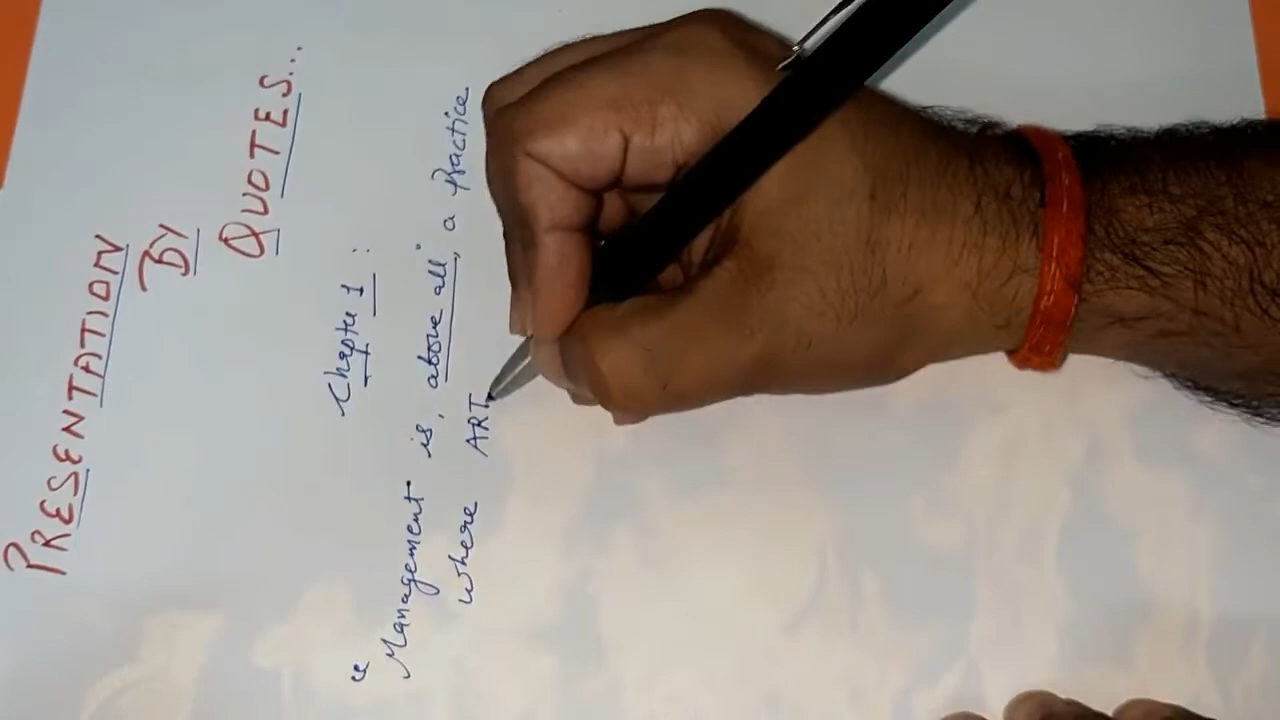 PRESENTATION
BY
QUOTES...
Chapter 1 :
“ Management is, above all, a Practice
where ART